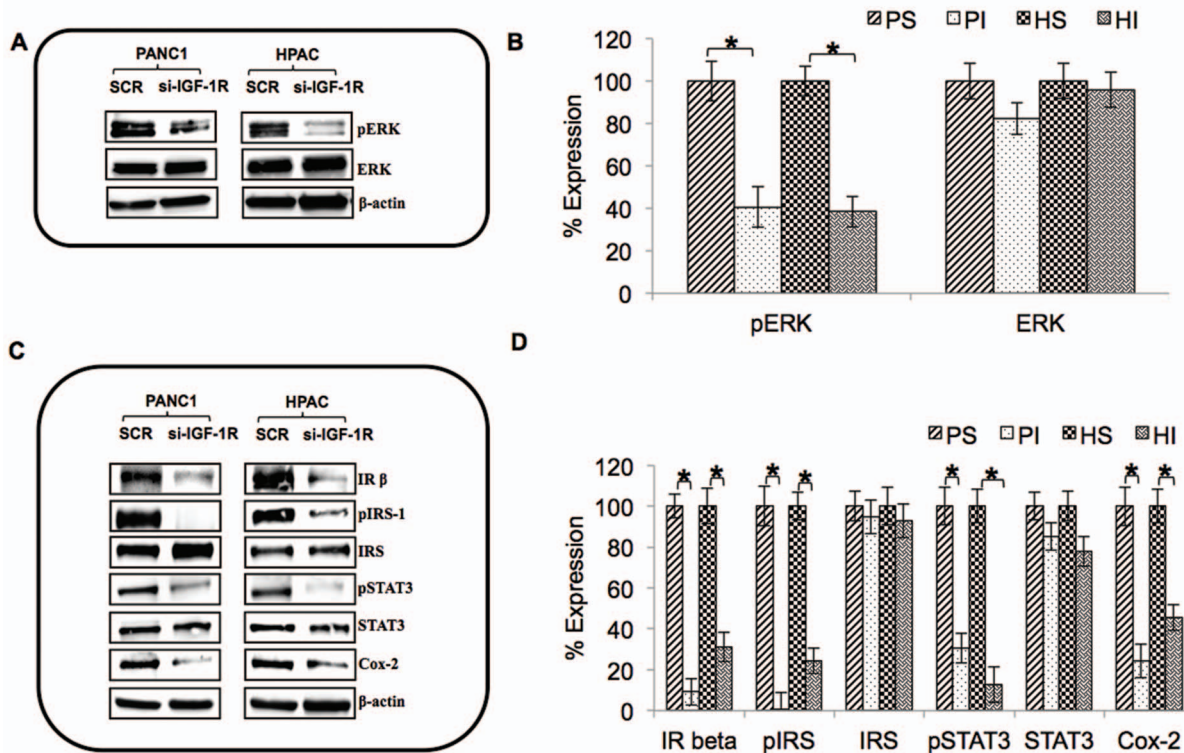 A
PANC1 HPAC
SCR si-IGF-1R SCR si-IGF-1R
pERK
ERK
β-actin
B
PS PI HS HI
% Expression
120
100
80
60
40
20
0
* *
pERK ERK
C
PANC1 HPAC
SCR si-IGF-1R SCR si-IGF-1R
IR β
pIRS-1
IRS
pSTAT3
STAT3
Cox-2
β-actin
D
PS PI HS HI
% Expression
120
100
80
60
40
20
0
* * * * * * * *
IR beta pIRS IRS pSTAT3 STAT3 Cox-2